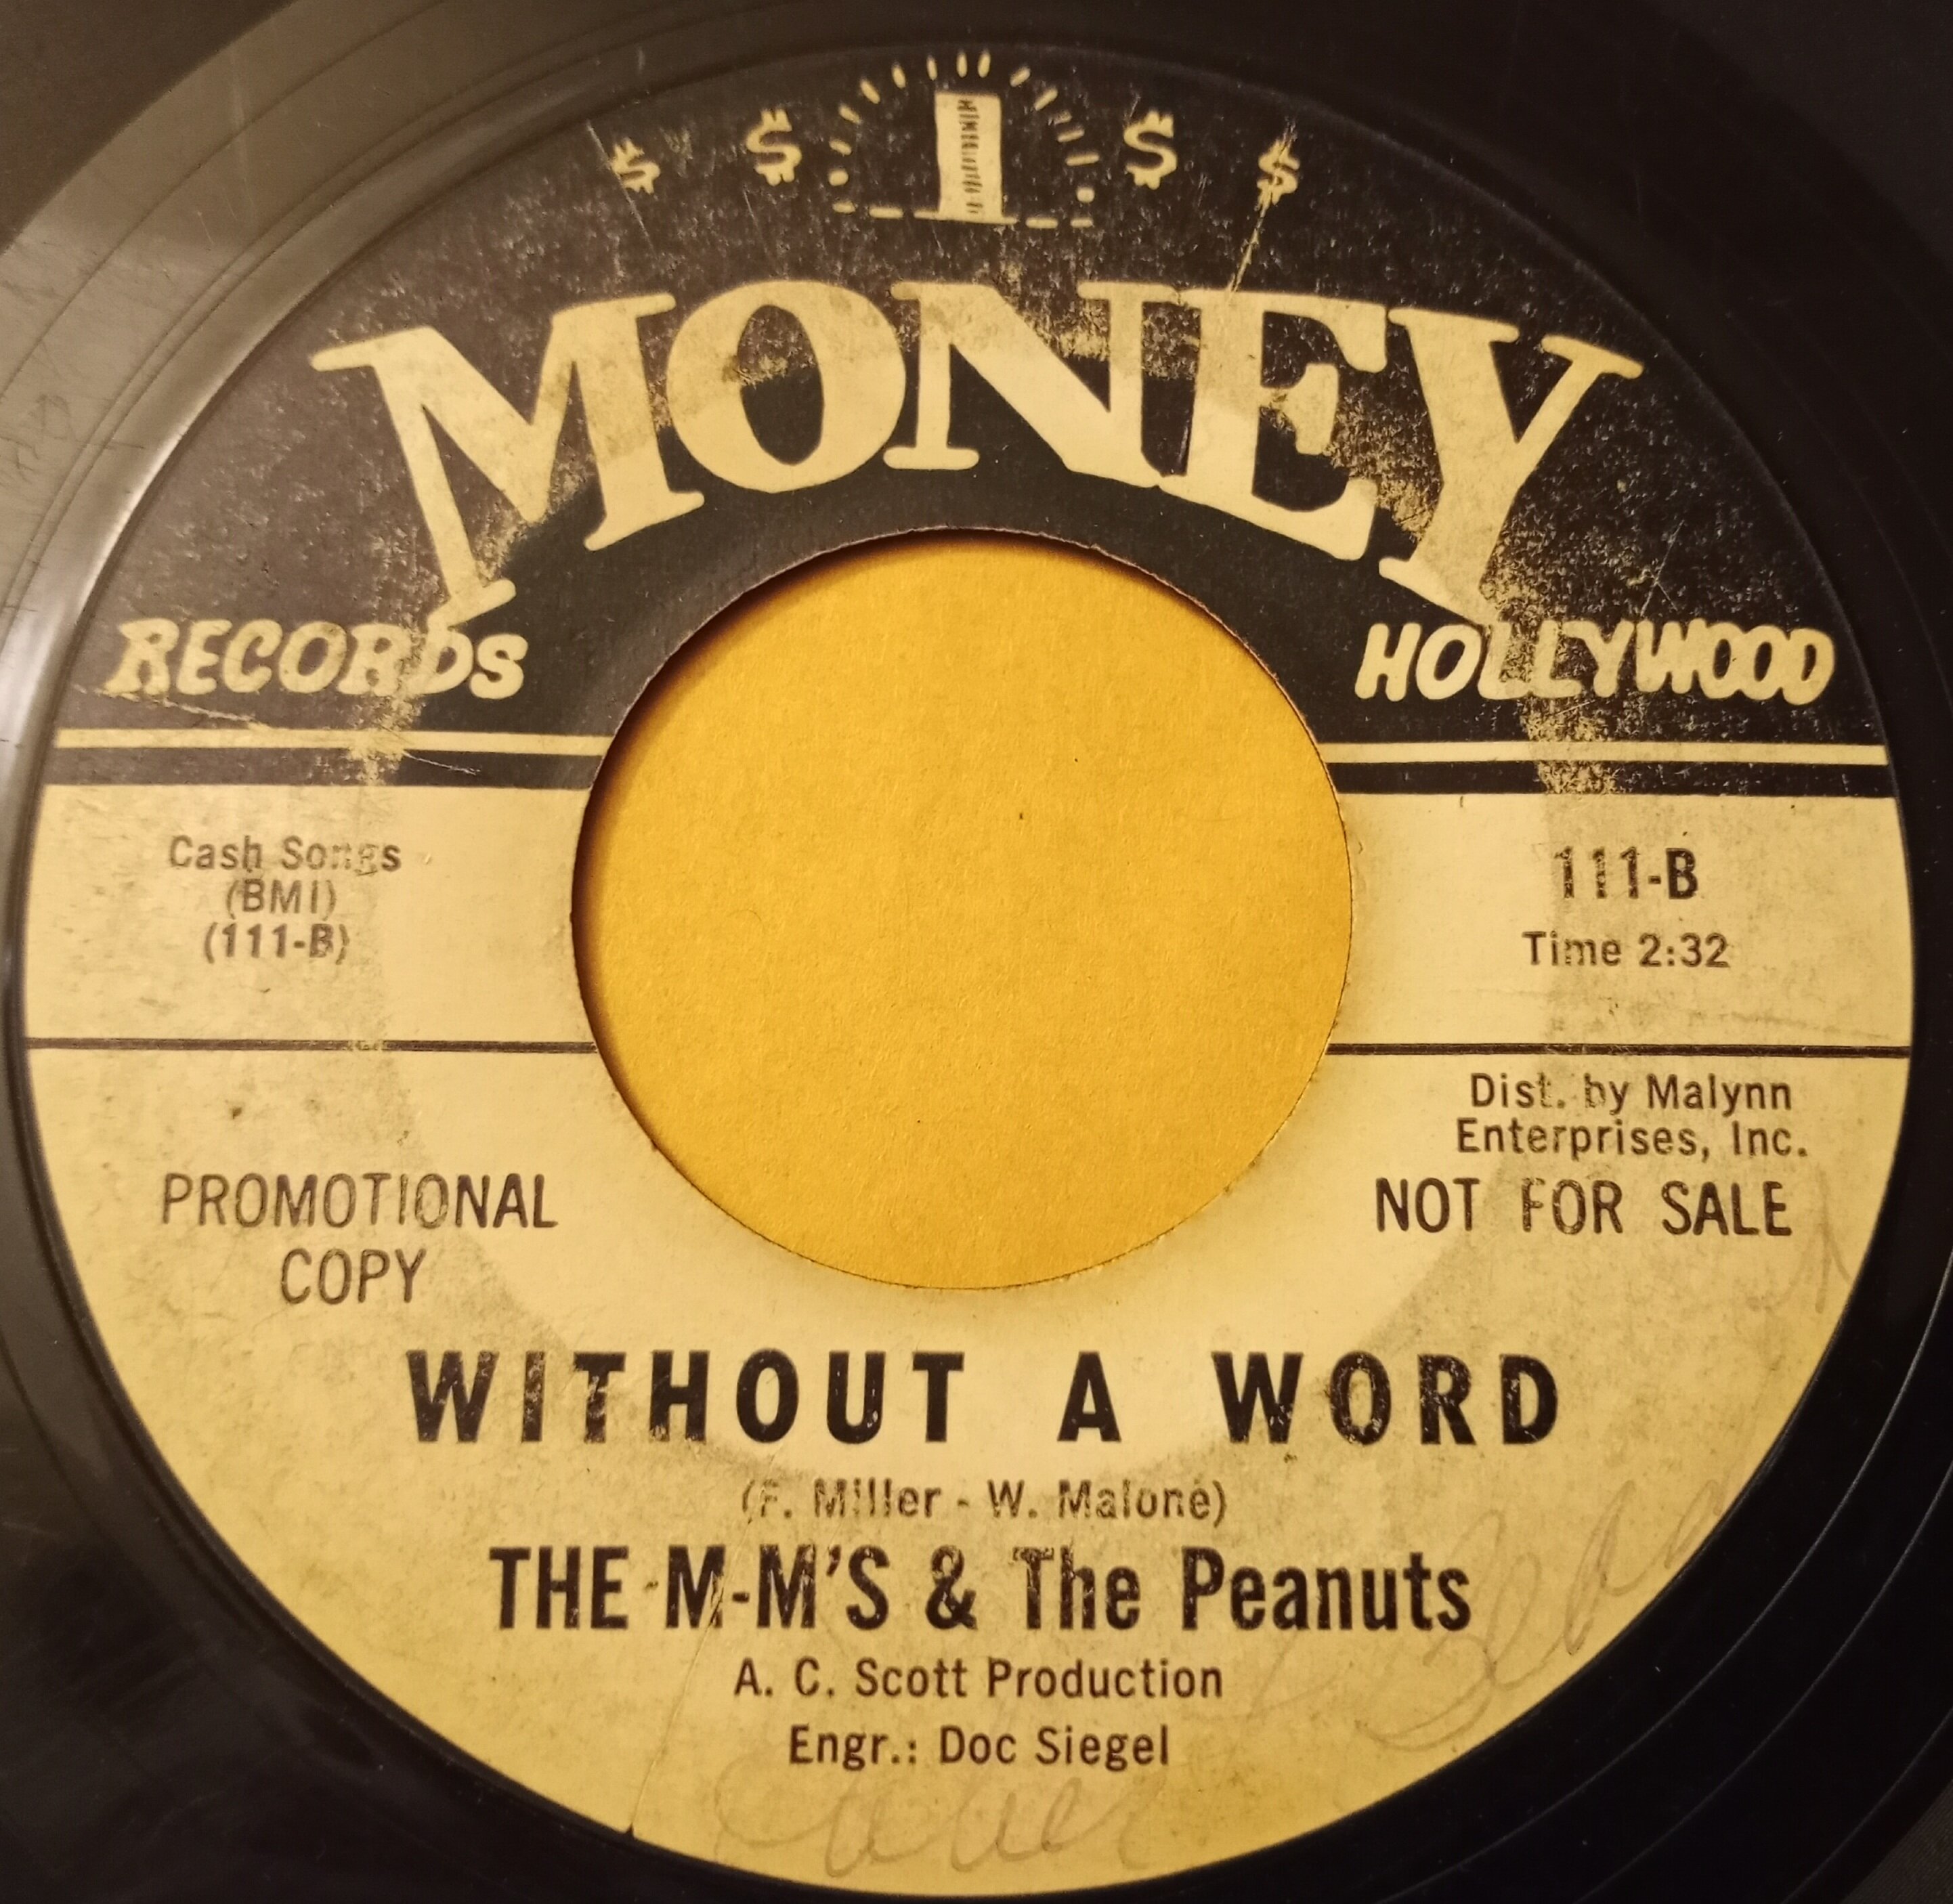 $ $ 1 $ $
MONEY
RECORDS
HOLLYWOOD
Cash Songs
(BMI)
(111-B)
111-B
Time 2:32
Dist. by Malynn
Enterprises, Inc.
PROMOTIONAL
COPY
NOT FOR SALE
WITHOUT A WORD
(F. Miller - W. Malone)
THE M-M'S & The Peanuts
A. C. Scott Production
Engr.: Doc Siegel